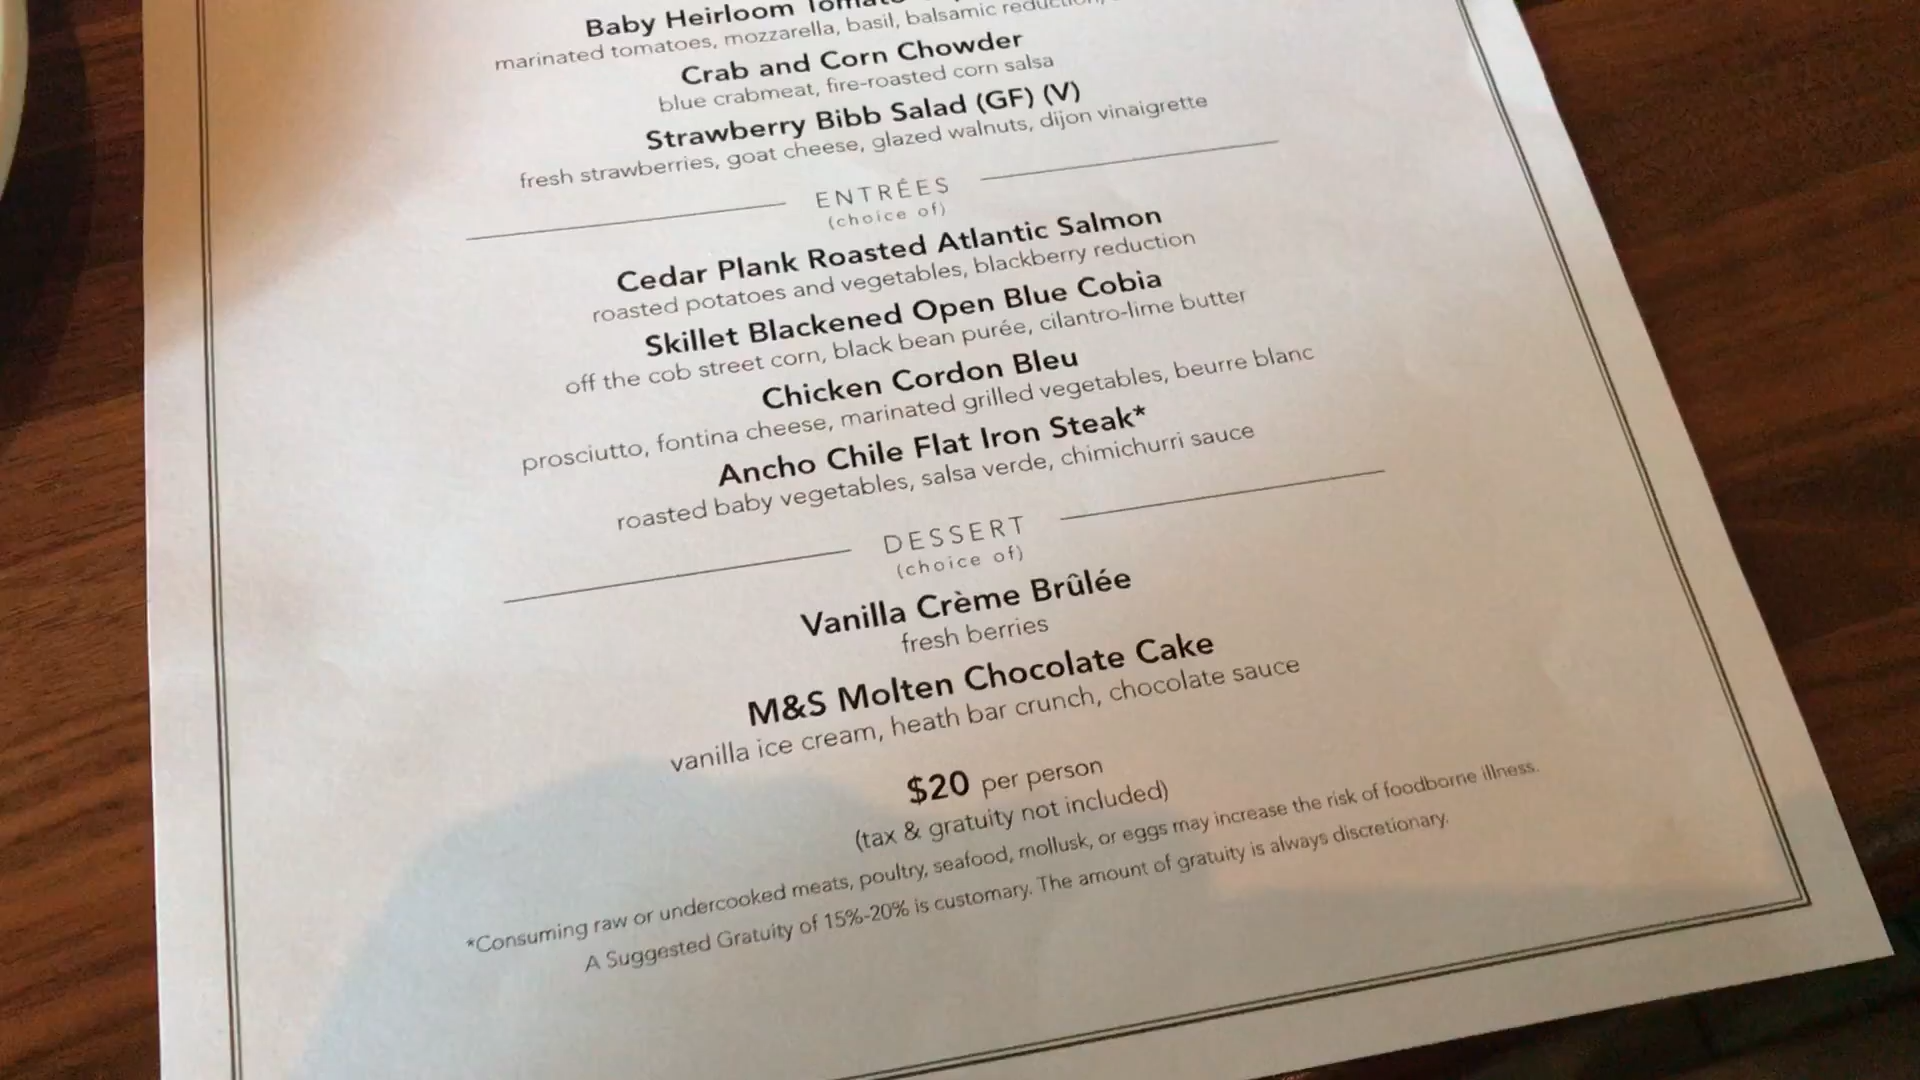 Baby Heirloom
marinated tomatoes, mozzarella, basil, balsamic reduction,
Crab and Corn Chowder
blue crabmeat, fire-roasted corn salsa
Strawberry Bibb Salad (GF) (V)
fresh strawberries, goat cheese, glazed walnuts, dijon vinaigrette
ENTRÉES
(choice of)
Cedar Plank Roasted Atlantic Salmon
roasted potatoes and vegetables, blackberry reduction
Skillet Blackened Open Blue Cobia
off the cob street corn, black bean purée, cilantro-lime butter
Chicken Cordon Bleu
prosciutto, fontina cheese, marinated grilled vegetables, beurre blanc
Ancho Chile Flat Iron Steak*
roasted baby vegetables, salsa verde, chimichurri sauce
DESSERT
(choice of)
Vanilla Crème Brûlée
fresh berries
M&S Molten Chocolate Cake
vanilla ice cream, heath bar crunch, chocolate sauce
$20 per person
(tax & gratuity not included)
*Consuming raw or undercooked meats, poultry, seafood, mollusk, or eggs may increase the risk of foodborne illness.
A Suggested Gratuity of 15%-20% is customary. The amount of gratuity is always discretionary.